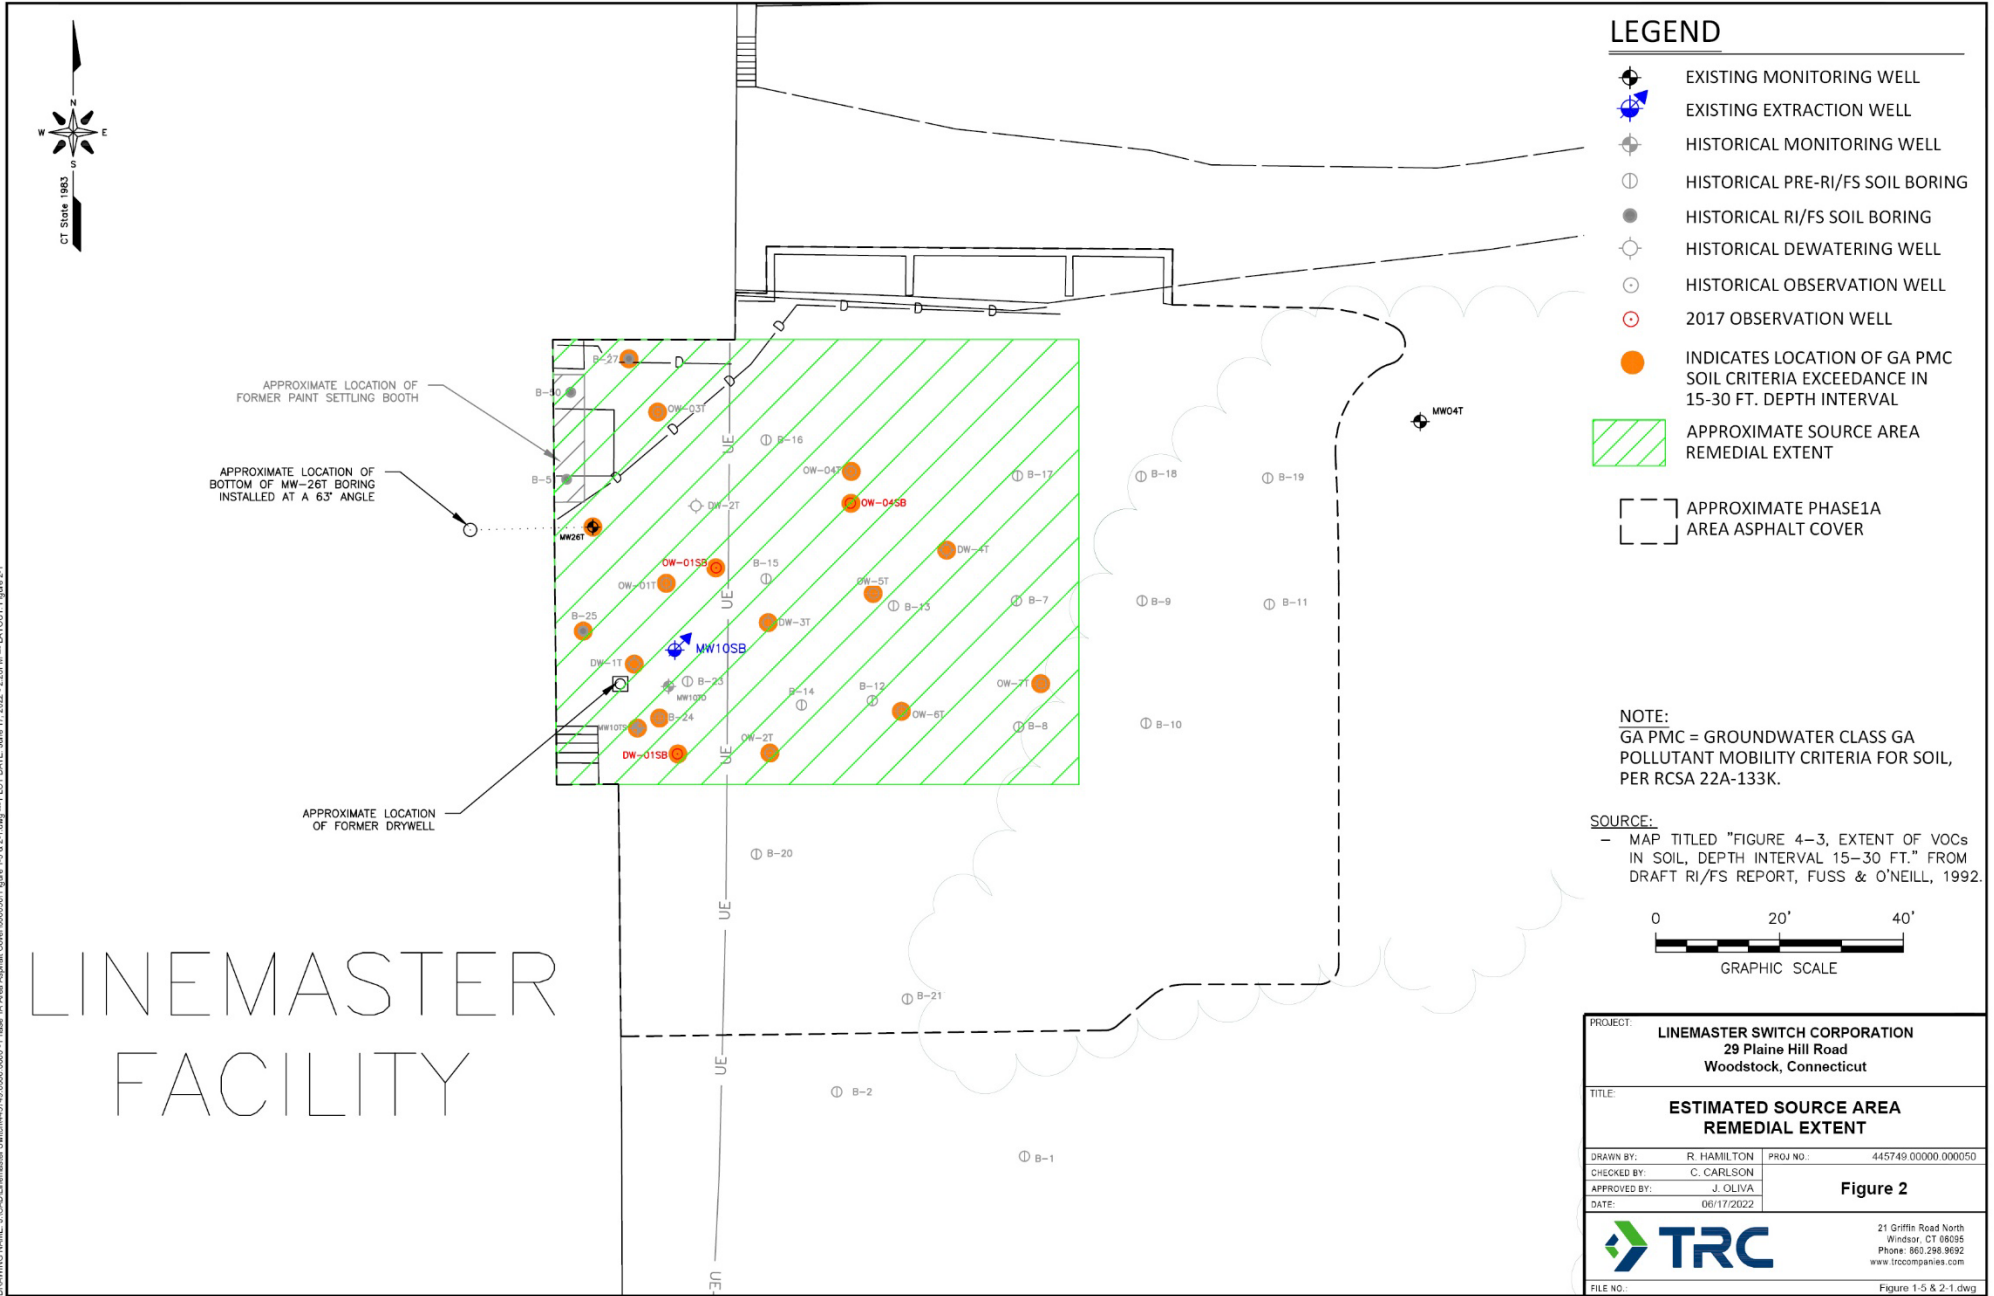 N
W
E
S
CT State 1983
LEGEND
EXISTING MONITORING WELL
EXISTING EXTRACTION WELL
HISTORICAL MONITORING WELL
HISTORICAL PRE-RI/FS SOIL BORING
HISTORICAL RI/FS SOIL BORING
HISTORICAL DEWATERING WELL
HISTORICAL OBSERVATION WELL
2017 OBSERVATION WELL
INDICATES LOCATION OF GA PMC
SOIL CRITERIA EXCEEDANCE IN
15-30 FT. DEPTH INTERVAL
APPROXIMATE SOURCE AREA
REMEDIAL EXTENT
APPROXIMATE PHASE1A
AREA ASPHALT COVER
NOTE:
GA PMC = GROUNDWATER CLASS GA
POLLUTANT MOBILITY CRITERIA FOR SOIL,
PER RCSA 22A-133K.
SOURCE:
– MAP TITLED "FIGURE 4–3, EXTENT OF VOCs
IN SOIL, DEPTH INTERVAL 15–30 FT." FROM
DRAFT RI/FS REPORT, FUSS & O'NEILL, 1992.
0 20' 40'
GRAPHIC SCALE
APPROXIMATE LOCATION OF
FORMER PAINT SETTLING BOOTH
APPROXIMATE LOCATION OF
BOTTOM OF MW–26T BORING
INSTALLED AT A 63° ANGLE
APPROXIMATE LOCATION
OF FORMER DRYWELL
D
D
D
D
D
D
D
D
B-27
B-50
OW-03T
UE
B-16
OW-04T
B-17
B-18
B-19
MW04T
B-5
DW-2T
OW-04SB
MW26T
DW-4T
OW-01SB
B-15
OW-01T
OW-5T
UE
B-13
B-7
B-9
B-11
B-25
DW-3T
MW10SB
DW-1T
B-23
MW10TD
B-14
B-12
OW-7T
OW-6T
B-24
MW10TS
B-8
B-10
OW-2T
DW-01SB
UE
B-20
UE
B-21
UE
B-2
B-1
UE
LINEMASTER
FACILITY
PROJECT:
LINEMASTER SWITCH CORPORATION
29 Plaine Hill Road
Woodstock, Connecticut
TITLE:
ESTIMATED SOURCE AREA
REMEDIAL EXTENT
DRAWN BY: R. HAMILTON PROJ NO.: 445749.00000.000050
CHECKED BY: C. CARLSON
APPROVED BY: J. OLIVA
DATE: 06/17/2022
Figure 2
TRC
21 Griffin Road North
Windsor, CT 06095
Phone: 860.298.9692
www.trccompanies.com
FILE NO.: Figure 1-5 & 2-1.dwg